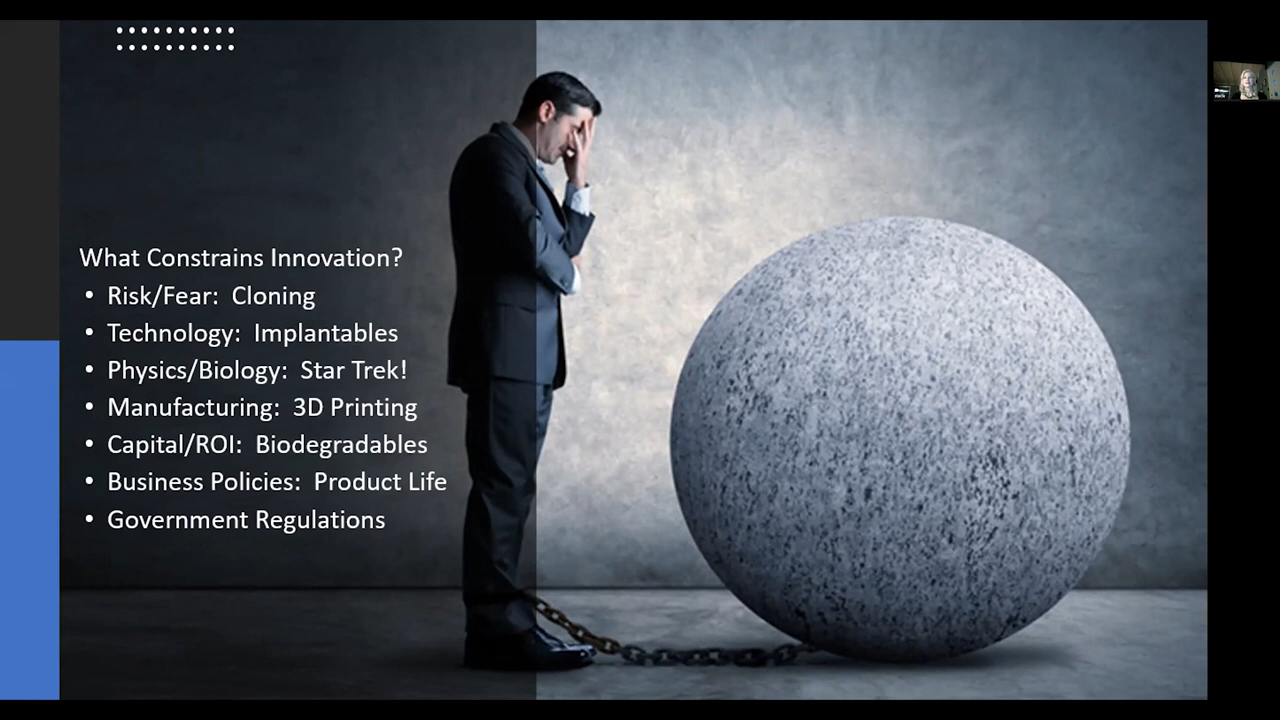 What Constrains Innovation?
• Risk/Fear: Cloning
• Technology: Implantables
• Physics/Biology: Star Trek!
• Manufacturing: 3D Printing
• Capital/ROI: Biodegradables
• Business Policies: Product Life
• Government Regulations